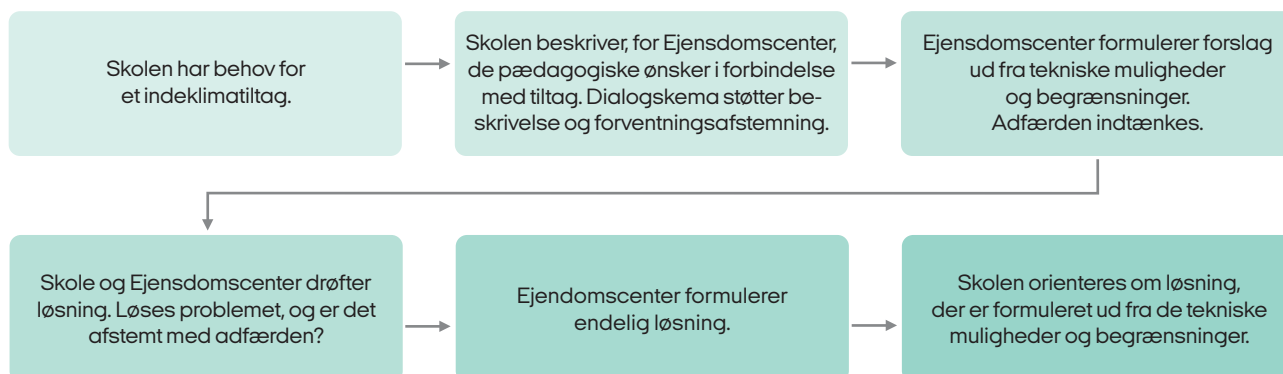 Skolen har behov for
et indeklimatiltag.
Skolen beskriver, for Ejensdomscenter,
de pædagogiske ønsker i forbindelse
med tiltag. Dialogskema støtter be-
skrivelse og forventningsafstemning.
Ejensdomscenter formulerer forslag
ud fra tekniske muligheder
og begrænsninger.
Adfærden indtænkes.
Skole og Ejensdomscenter drøfter
løsning. Løses problemet, og er det
afstemt med adfærden?
Ejendomscenter formulerer
endelig løsning.
Skolen orienteres om løsning,
der er formuleret ud fra de tekniske
muligheder og begrænsninger.